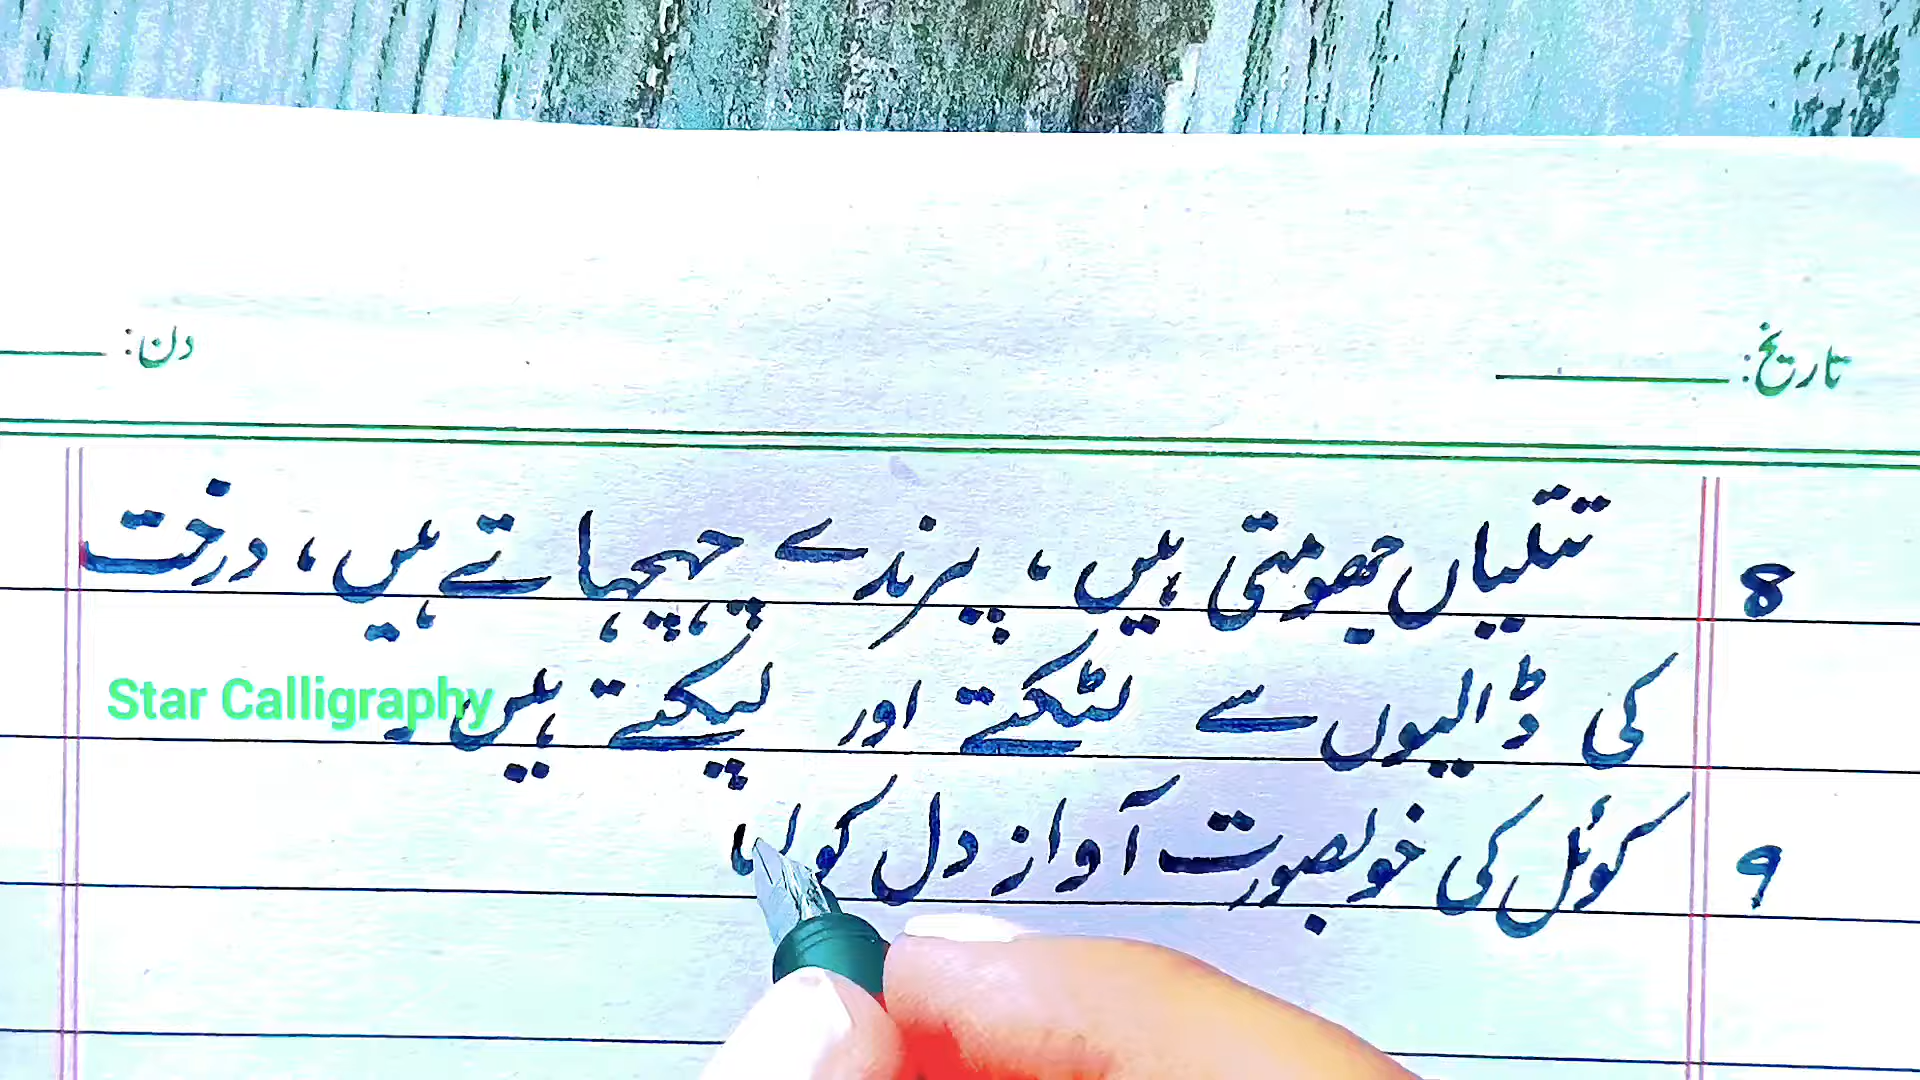 تاریخ: دن:
8 تتلیاں جھومتی ہیں ، پرندے چہچہاتے ہیں ، درخت
کی ڈالیوں سے لٹکتے اور لپکتے ہیں ۔
Star Calligraphy
۹ کوئل کی خوبصورت آواز دل کو